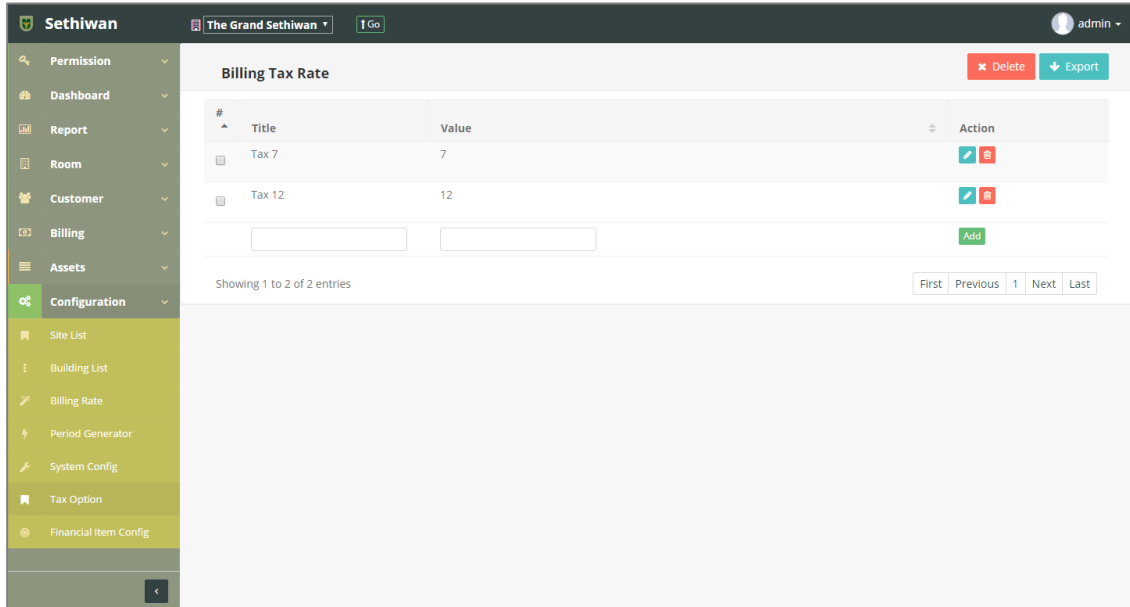 Sethiwan
The Grand Sethiwan
Go
admin
Permission
Dashboard
Report
Room
Customer
Billing
Assets
Configuration
Site List
Building List
Billing Rate
Period Generator
System Config
Tax Option
Financial Item Config
Billing Tax Rate
Delete
Export
# Title Value Action
Tax 7 7
Tax 12 12
Add
Showing 1 to 2 of 2 entries
First Previous 1 Next Last